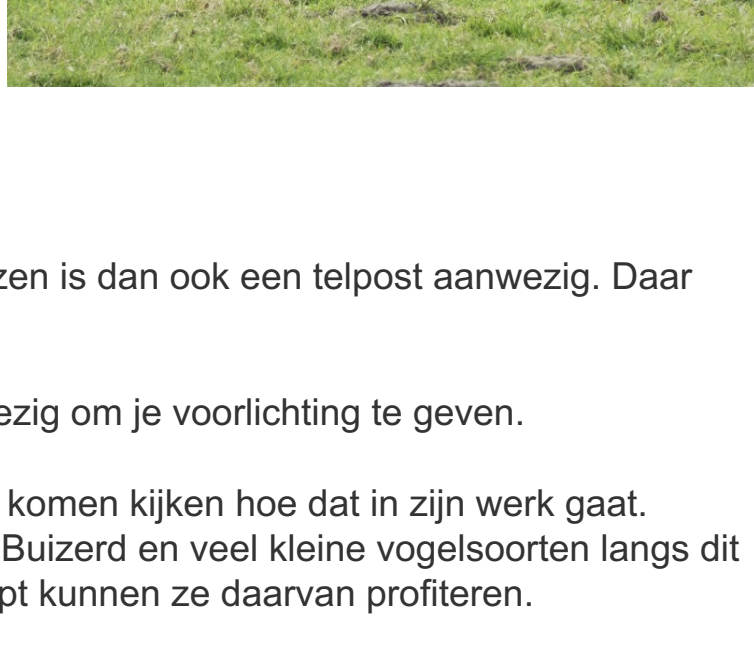 zen is dan ook een telpost aanwezig. Daar
ezig om je voorlichting te geven.
komen kijken hoe dat in zijn werk gaat.
Buizerd en veel kleine vogelsoorten langs dit
pt kunnen ze daarvan profiteren.